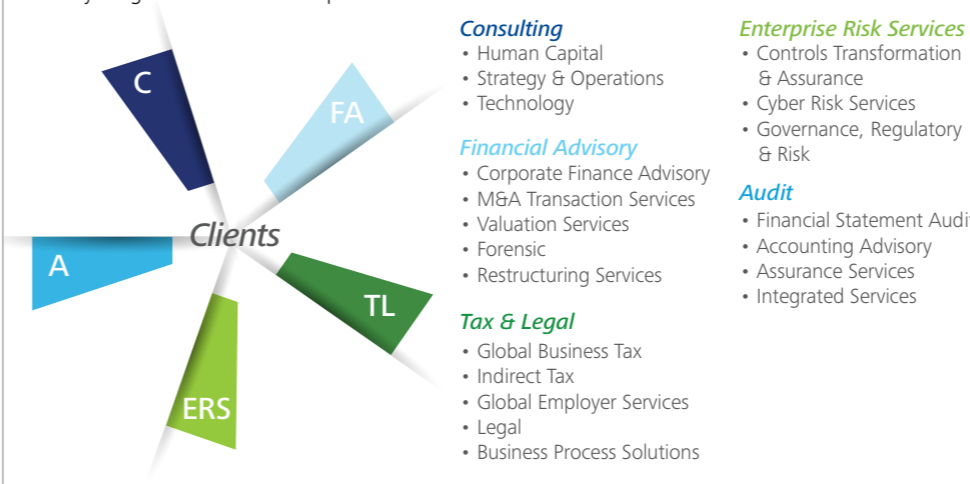 C
FA
Clients
A
TL
ERS
Consulting
• Human Capital
• Strategy & Operations
• Technology
Financial Advisory
• Corporate Finance Advisory
• M&A Transaction Services
• Valuation Services
• Forensic
• Restructuring Services
Tax & Legal
• Global Business Tax
• Indirect Tax
• Global Employer Services
• Legal
• Business Process Solutions
Enterprise Risk Services
• Controls Transformation
& Assurance
• Cyber Risk Services
• Governance, Regulatory
& Risk
Audit
• Financial Statement Audit
• Accounting Advisory
• Assurance Services
• Integrated Services